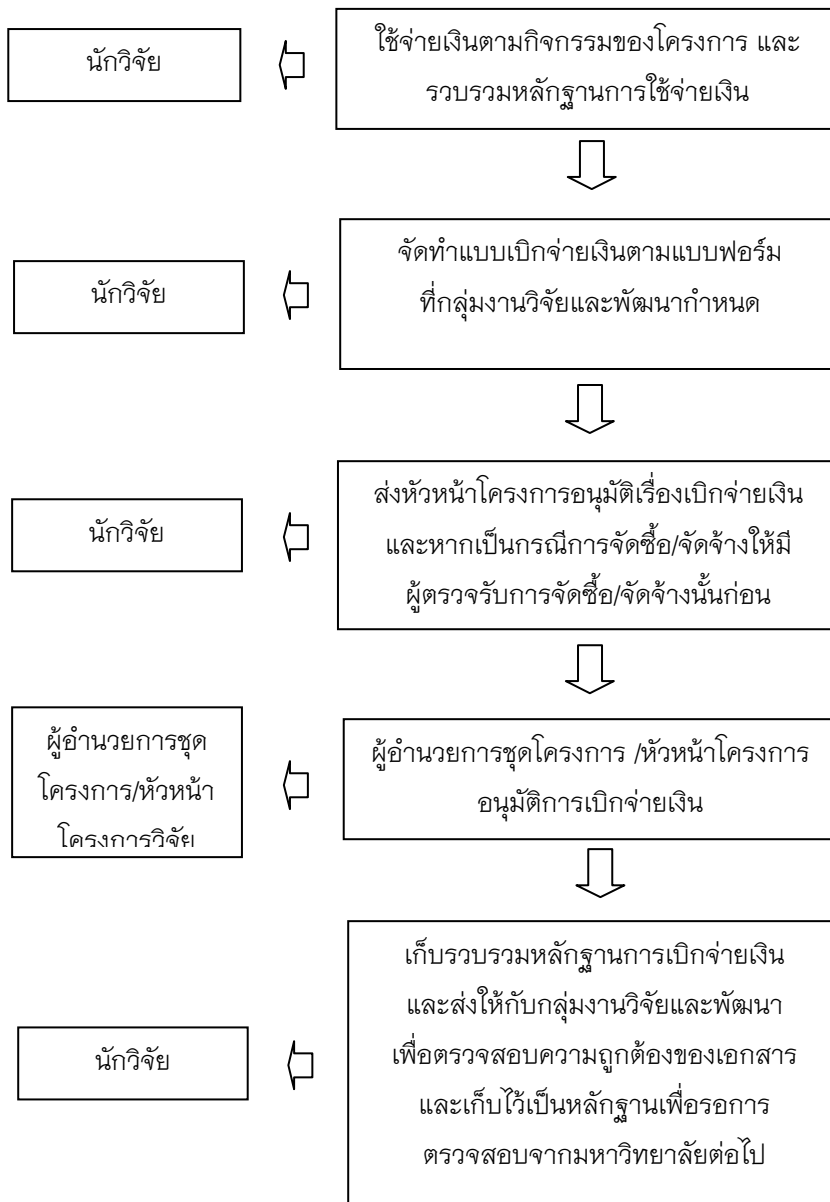 นักวิจัย
ใช้จ่ายเงินตามกิจกรรมของโครงการ และ
รวบรวมหลักฐานการใช้จ่ายเงิน
นักวิจัย
จัดทำแบบเบิกจ่ายเงินตามแบบฟอร์ม
ที่กลุ่มงานวิจัยและพัฒนากำหนด
นักวิจัย
ส่งหัวหน้าโครงการอนุมัติเรื่องเบิกจ่ายเงิน
และหากเป็นกรณีการจัดซื้อ/จัดจ้างให้มี
ผู้ตรวจรับการจัดซื้อ/จัดจ้างนั้นก่อน
ผู้อำนวยการชุด
โครงการ/หัวหน้า
โครงการวิจัย
ผู้อำนวยการชุดโครงการ /หัวหน้าโครงการ
อนุมัติการเบิกจ่ายเงิน
นักวิจัย
เก็บรวบรวมหลักฐานการเบิกจ่ายเงิน
และส่งให้กับกลุ่มงานวิจัยและพัฒนา
เพื่อตรวจสอบความถูกต้องของเอกสาร
และเก็บไว้เป็นหลักฐานเพื่อรอการ
ตรวจสอบจากมหาวิทยาลัยต่อไป